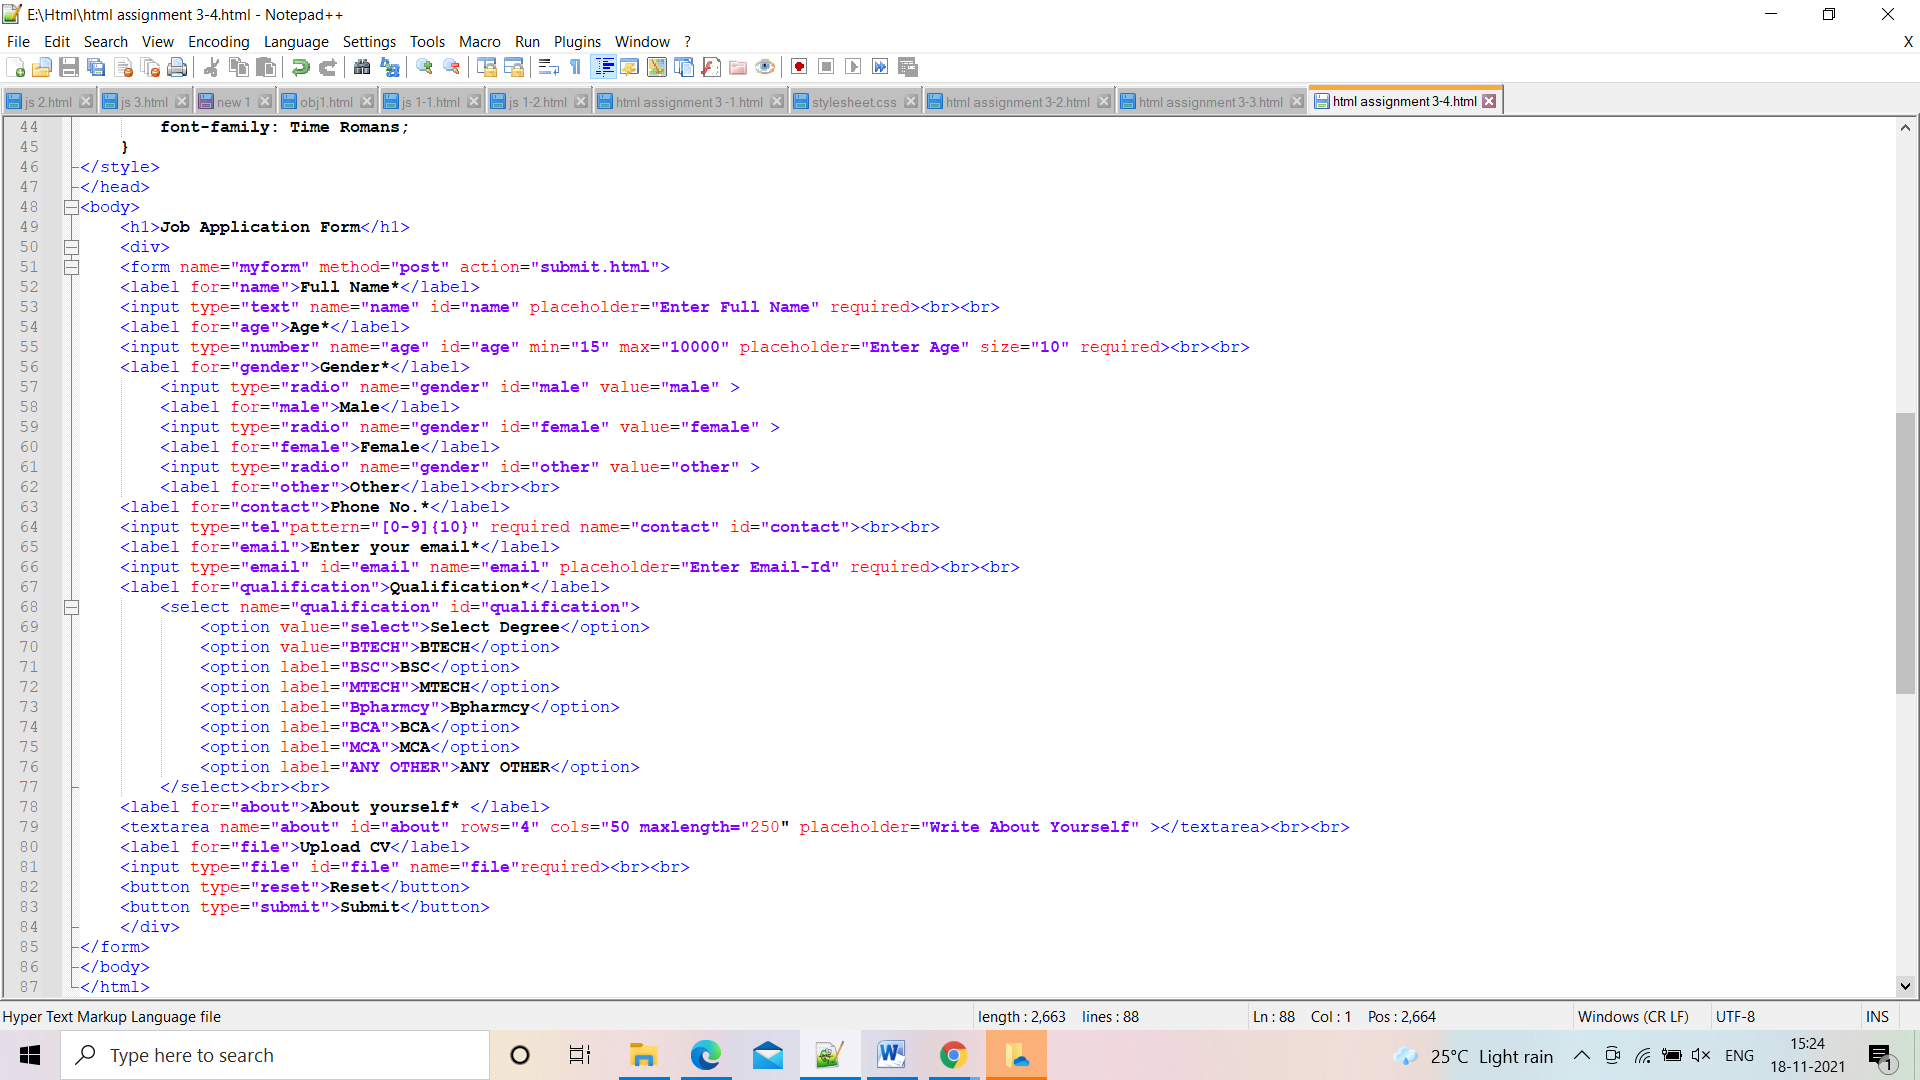 E:\Html\html assignment 3-4.html - Notepad++
File Edit Search View Encoding Language Settings Tools Macro Run Plugins Window ? X
js 2.html js 3.html new 1 obj1.html js 1-1.html js 1-2.html html assignment 3 -1.html stylesheet.css html assignment 3-2.html html assignment 3-3.html html assignment 3-4.html
44 font-family: Time Romans;
45 }
46 </style>
47 </head>
48 <body>
49 <h1>Job Application Form</h1>
50 <div>
51 <form name="myform" method="post" action="submit.html">
52 <label for="name">Full Name*</label>
53 <input type="text" name="name" id="name" placeholder="Enter Full Name" required><br><br>
54 <label for="age">Age*</label>
55 <input type="number" name="age" id="age" min="15" max="10000" placeholder="Enter Age" size="10" required><br><br>
56 <label for="gender">Gender*</label>
57 <input type="radio" name="gender" id="male" value="male" >
58 <label for="male">Male</label>
59 <input type="radio" name="gender" id="female" value="female" >
60 <label for="female">Female</label>
61 <input type="radio" name="gender" id="other" value="other" >
62 <label for="other">Other</label><br><br>
63 <label for="contact">Phone No.*</label>
64 <input type="tel"pattern="[0-9]{10}" required name="contact" id="contact"><br><br>
65 <label for="email">Enter your email*</label>
66 <input type="email" id="email" name="email" placeholder="Enter Email-Id" required><br><br>
67 <label for="qualification">Qualification*</label>
68 <select name="qualification" id="qualification">
69 <option value="select">Select Degree</option>
70 <option value="BTECH">BTECH</option>
71 <option label="BSC">BSC</option>
72 <option label="MTECH">MTECH</option>
73 <option label="Bpharmcy">Bpharmcy</option>
74 <option label="BCA">BCA</option>
75 <option label="MCA">MCA</option>
76 <option label="ANY OTHER">ANY OTHER</option>
77 </select><br><br>
78 <label for="about">About yourself* </label>
79 <textarea name="about" id="about" rows="4" cols="50 maxlength="250" placeholder="Write About Yourself" ></textarea><br><br>
80 <label for="file">Upload CV</label>
81 <input type="file" id="file" name="file"required><br><br>
82 <button type="reset">Reset</button>
83 <button type="submit">Submit</button>
84 </div>
85 </form>
86 </body>
87 </html>
Hyper Text Markup Language file length : 2,663 lines : 88 Ln : 88 Col : 1 Pos : 2,664 Windows (CR LF) UTF-8 INS
Type here to search 25°C Light rain ENG 15:24 18-11-2021 1